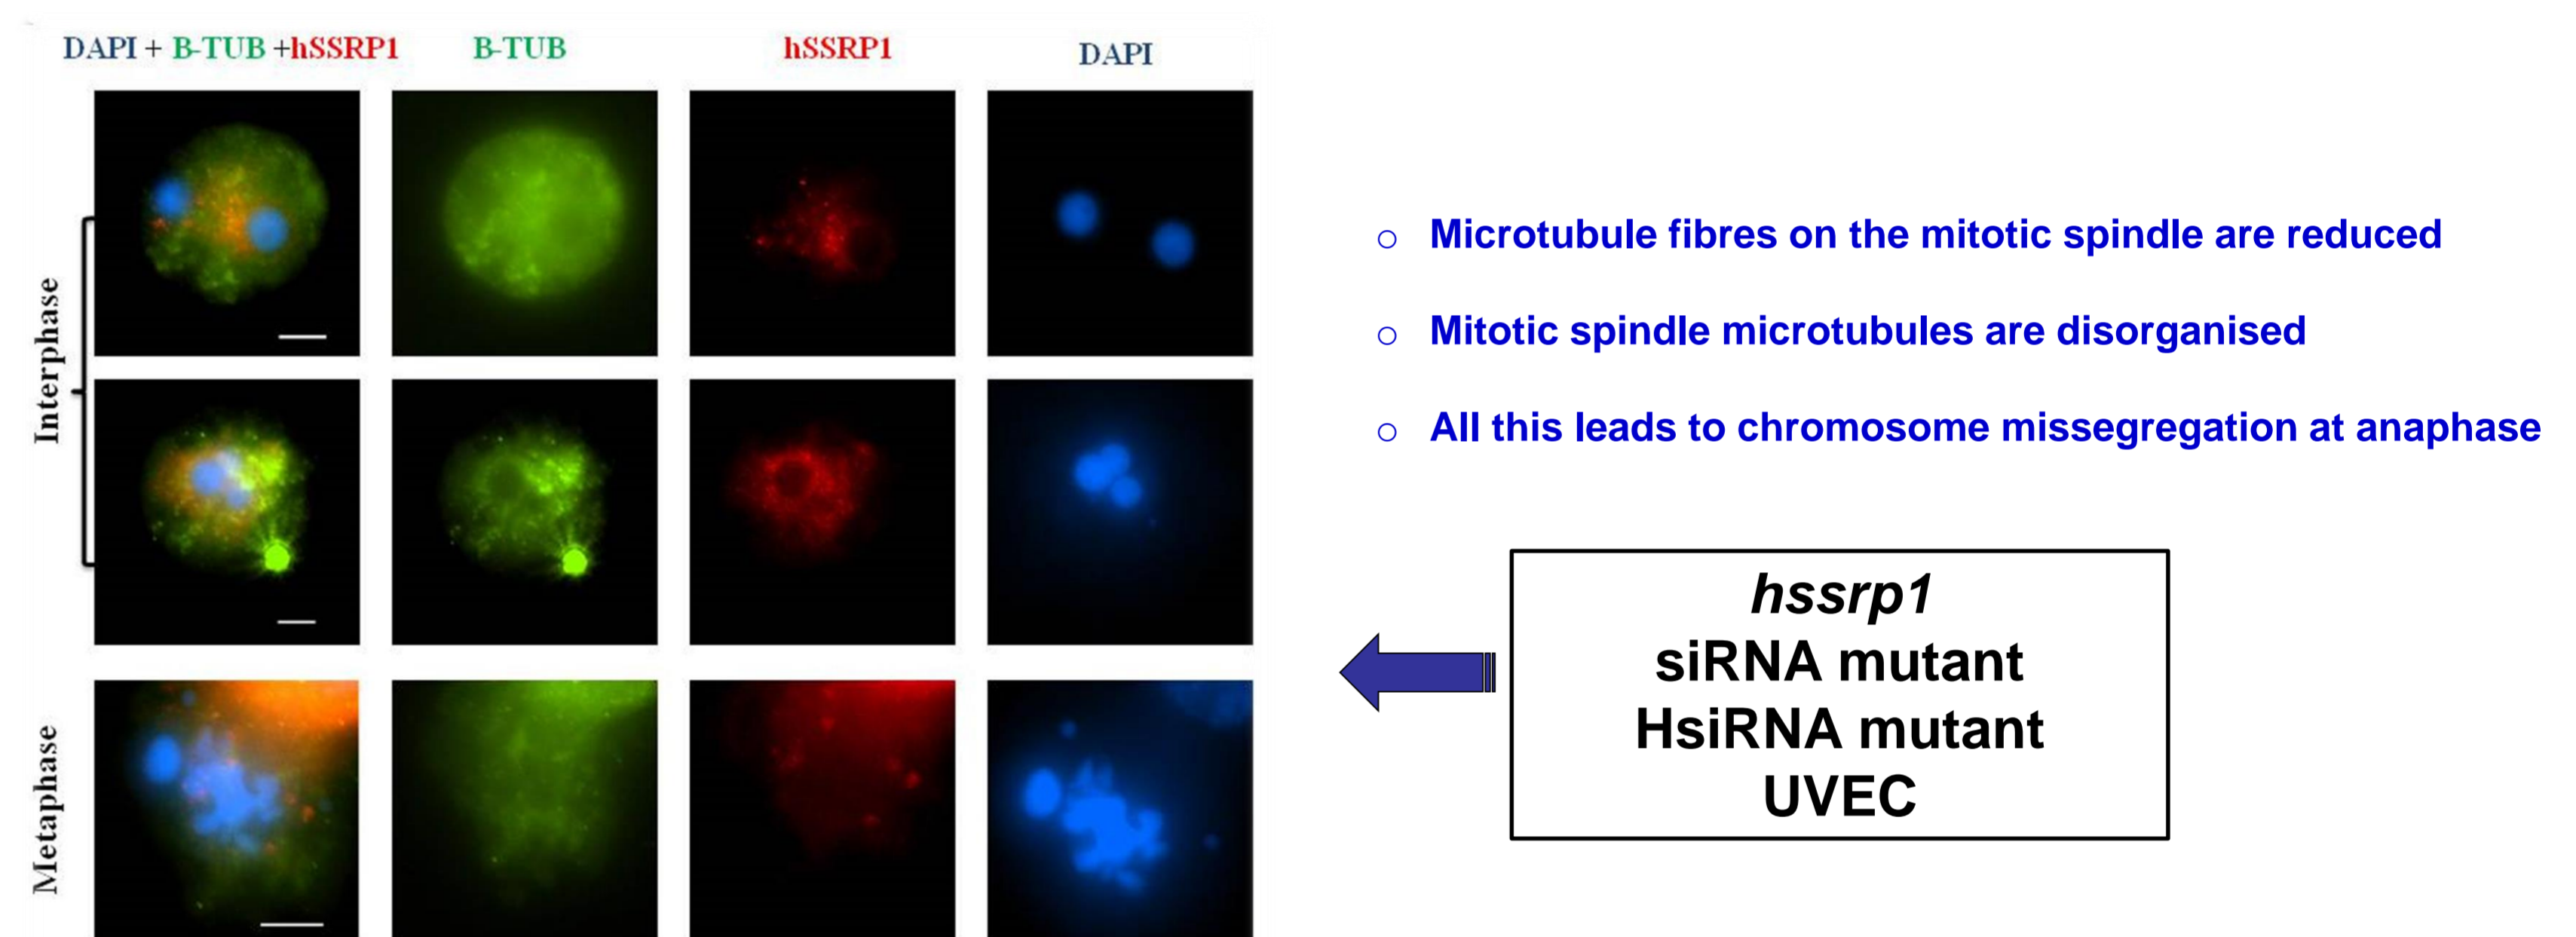 DAPI + B-TUB +hSSRP1 B-TUB hSSRP1 DAPI
Interphase
Metaphase
o Microtubule fibres on the mitotic spindle are reduced
o Mitotic spindle microtubules are disorganised
o All this leads to chromosome missegregation at anaphase
hssrp1
siRNA mutant
HsiRNA mutant
UVEC